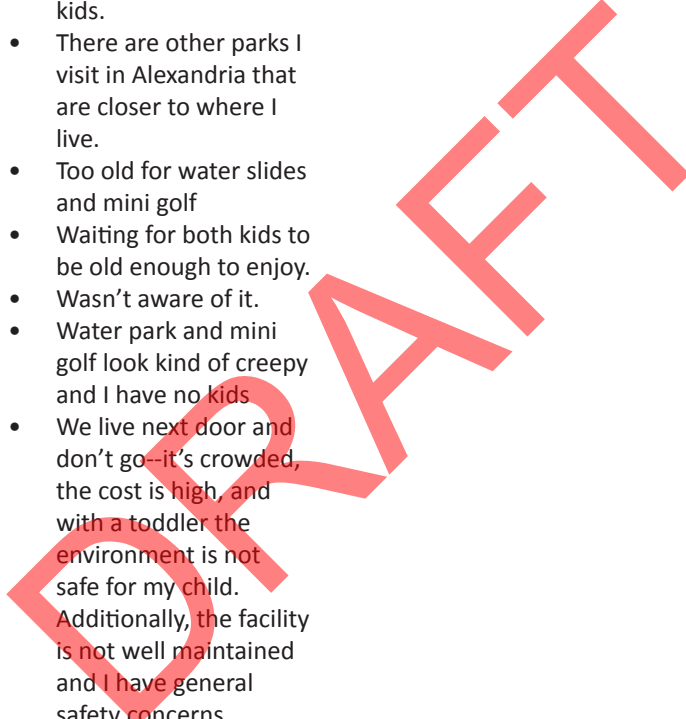 kids.
• There are other parks I
visit in Alexandria that
are closer to where I
live.
• Too old for water slides
and mini golf
• Waiting for both kids to
be old enough to enjoy.
• Wasn’t aware of it.
• Water park and mini
golf look kind of creepy
and I have no kids
• We live next door and
don’t go--it’s crowded,
the cost is high, and
with a toddler the
environment is not
safe for my child.
Additionally, the facility
is not well maintained
and I have general
safety concerns
DRAFT